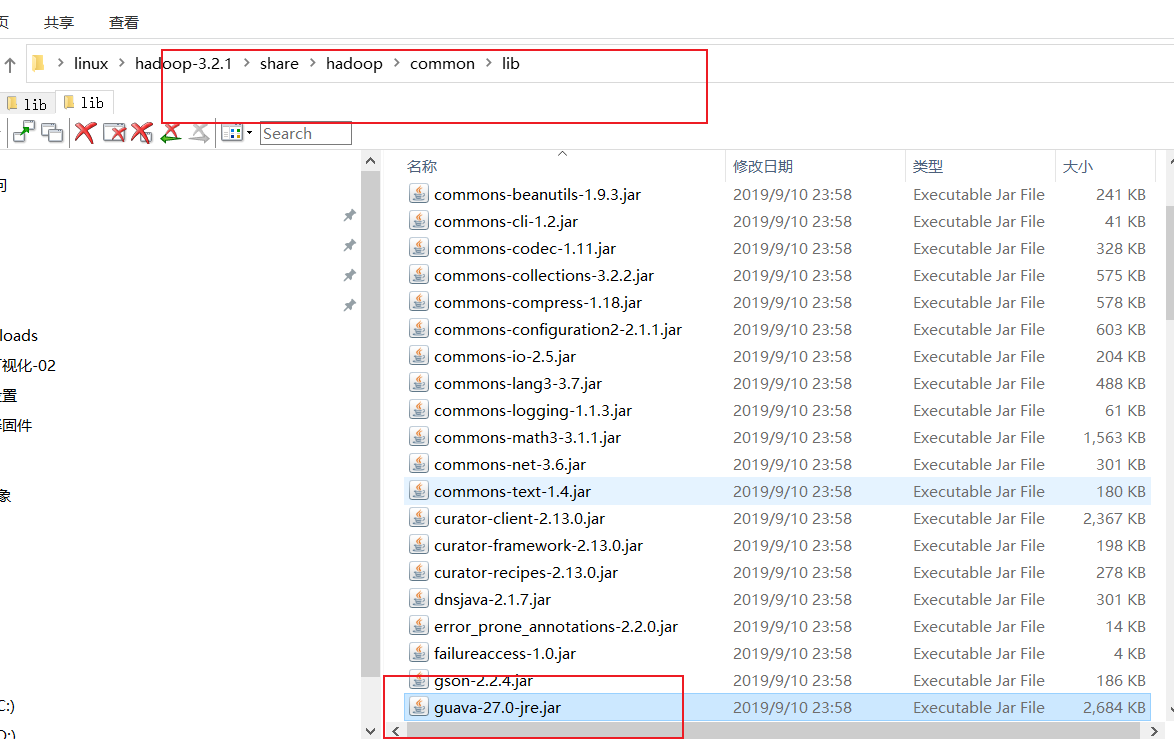 页 共享 查看
linux > hadoop-3.2.1 > share > hadoop > common > lib
lib lib
Search
名称 修改日期 类型 大小
commons-beanutils-1.9.3.jar 2019/9/10 23:58 Executable Jar File 241 KB
commons-cli-1.2.jar 2019/9/10 23:58 Executable Jar File 41 KB
commons-codec-1.11.jar 2019/9/10 23:58 Executable Jar File 328 KB
commons-collections-3.2.2.jar 2019/9/10 23:58 Executable Jar File 575 KB
commons-compress-1.18.jar 2019/9/10 23:58 Executable Jar File 578 KB
commons-configuration2-2.1.1.jar 2019/9/10 23:58 Executable Jar File 603 KB
loads
commons-io-2.5.jar 2019/9/10 23:58 Executable Jar File 204 KB
视化-02
commons-lang3-3.7.jar 2019/9/10 23:58 Executable Jar File 488 KB
置
commons-logging-1.1.3.jar 2019/9/10 23:58 Executable Jar File 61 KB
固件
commons-math3-3.1.1.jar 2019/9/10 23:58 Executable Jar File 1,563 KB
commons-net-3.6.jar 2019/9/10 23:58 Executable Jar File 301 KB
commons-text-1.4.jar 2019/9/10 23:58 Executable Jar File 180 KB
象
curator-client-2.13.0.jar 2019/9/10 23:58 Executable Jar File 2,367 KB
curator-framework-2.13.0.jar 2019/9/10 23:58 Executable Jar File 198 KB
curator-recipes-2.13.0.jar 2019/9/10 23:58 Executable Jar File 278 KB
dnsjava-2.1.7.jar 2019/9/10 23:58 Executable Jar File 301 KB
error_prone_annotations-2.2.0.jar 2019/9/10 23:58 Executable Jar File 14 KB
failureaccess-1.0.jar 2019/9/10 23:58 Executable Jar File 4 KB
gson-2.2.4.jar 2019/9/10 23:58 Executable Jar File 186 KB
C:)
guava-27.0-jre.jar 2019/9/10 23:58 Executable Jar File 2,684 KB